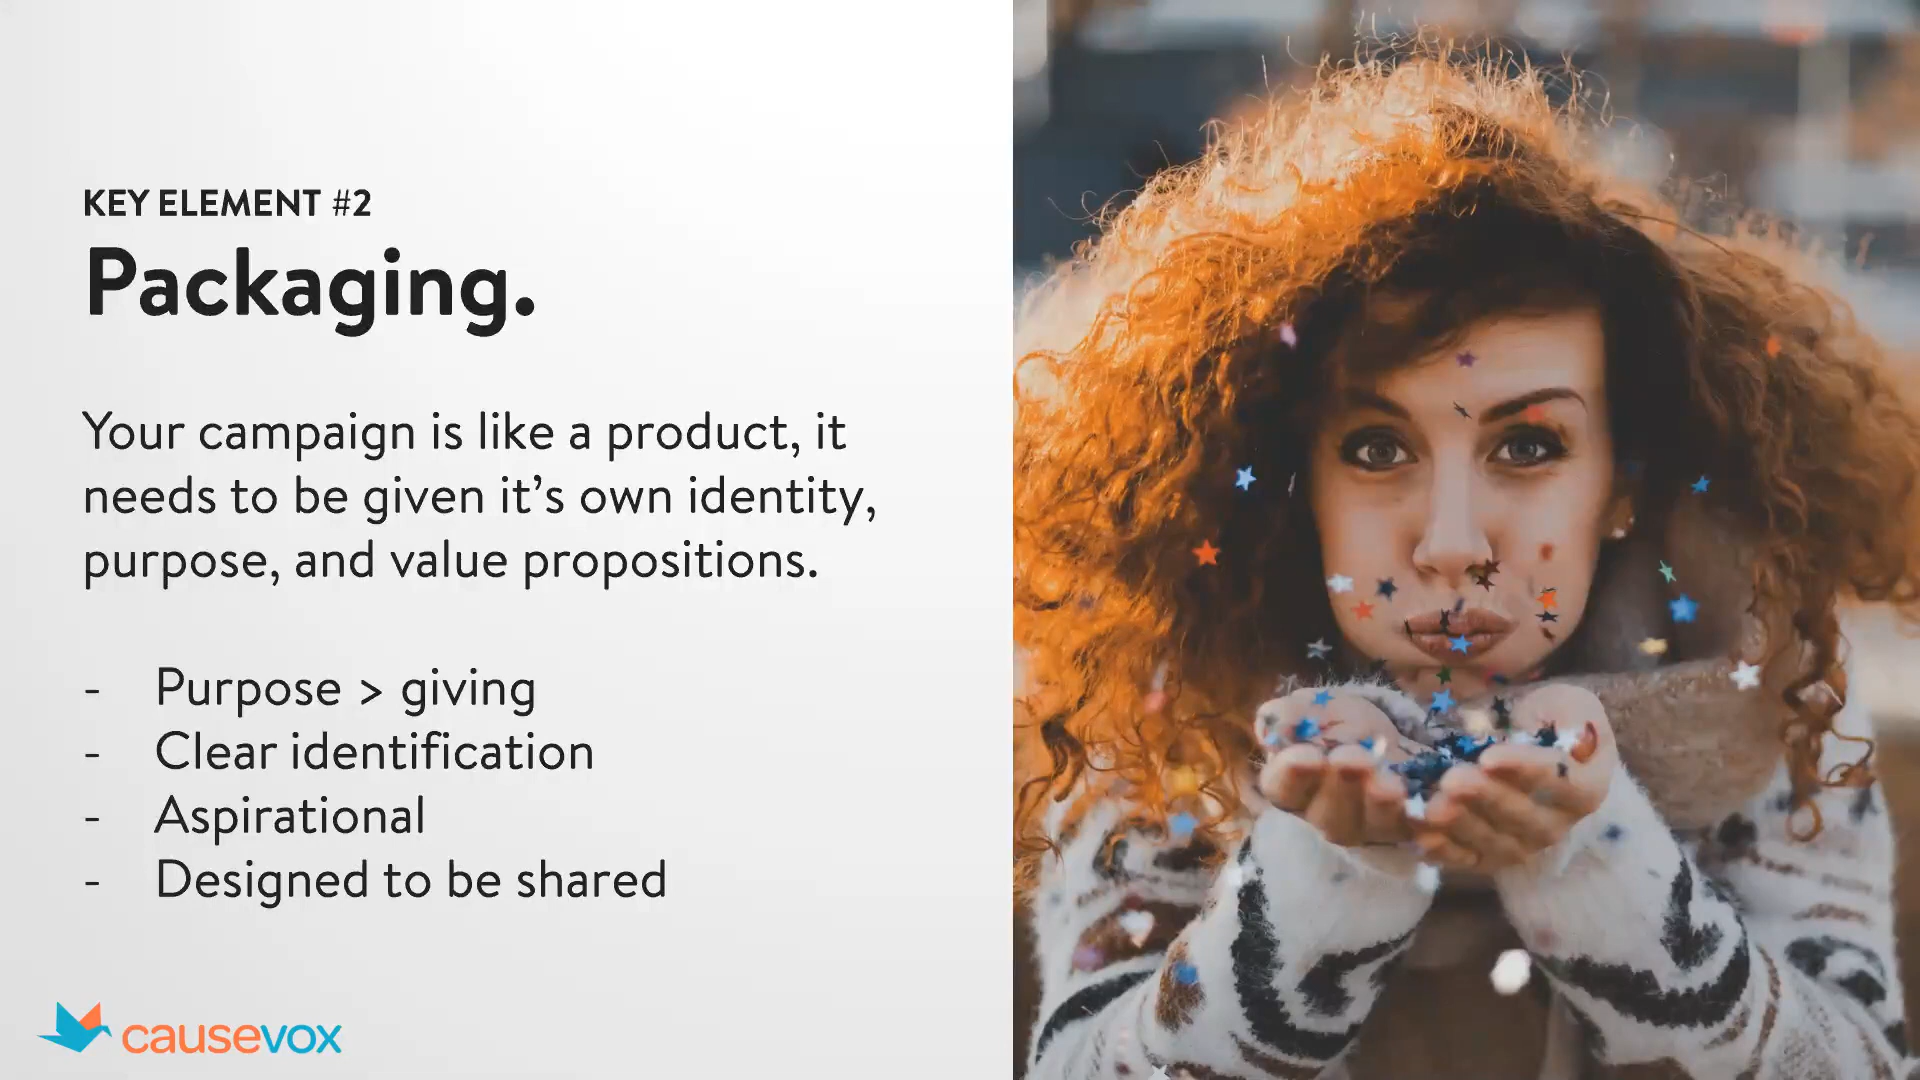 KEY ELEMENT #2
Packaging.
Your campaign is like a product, it
needs to be given it’s own identity,
purpose, and value propositions.
- Purpose > giving
- Clear identification
- Aspirational
- Designed to be shared
causevox